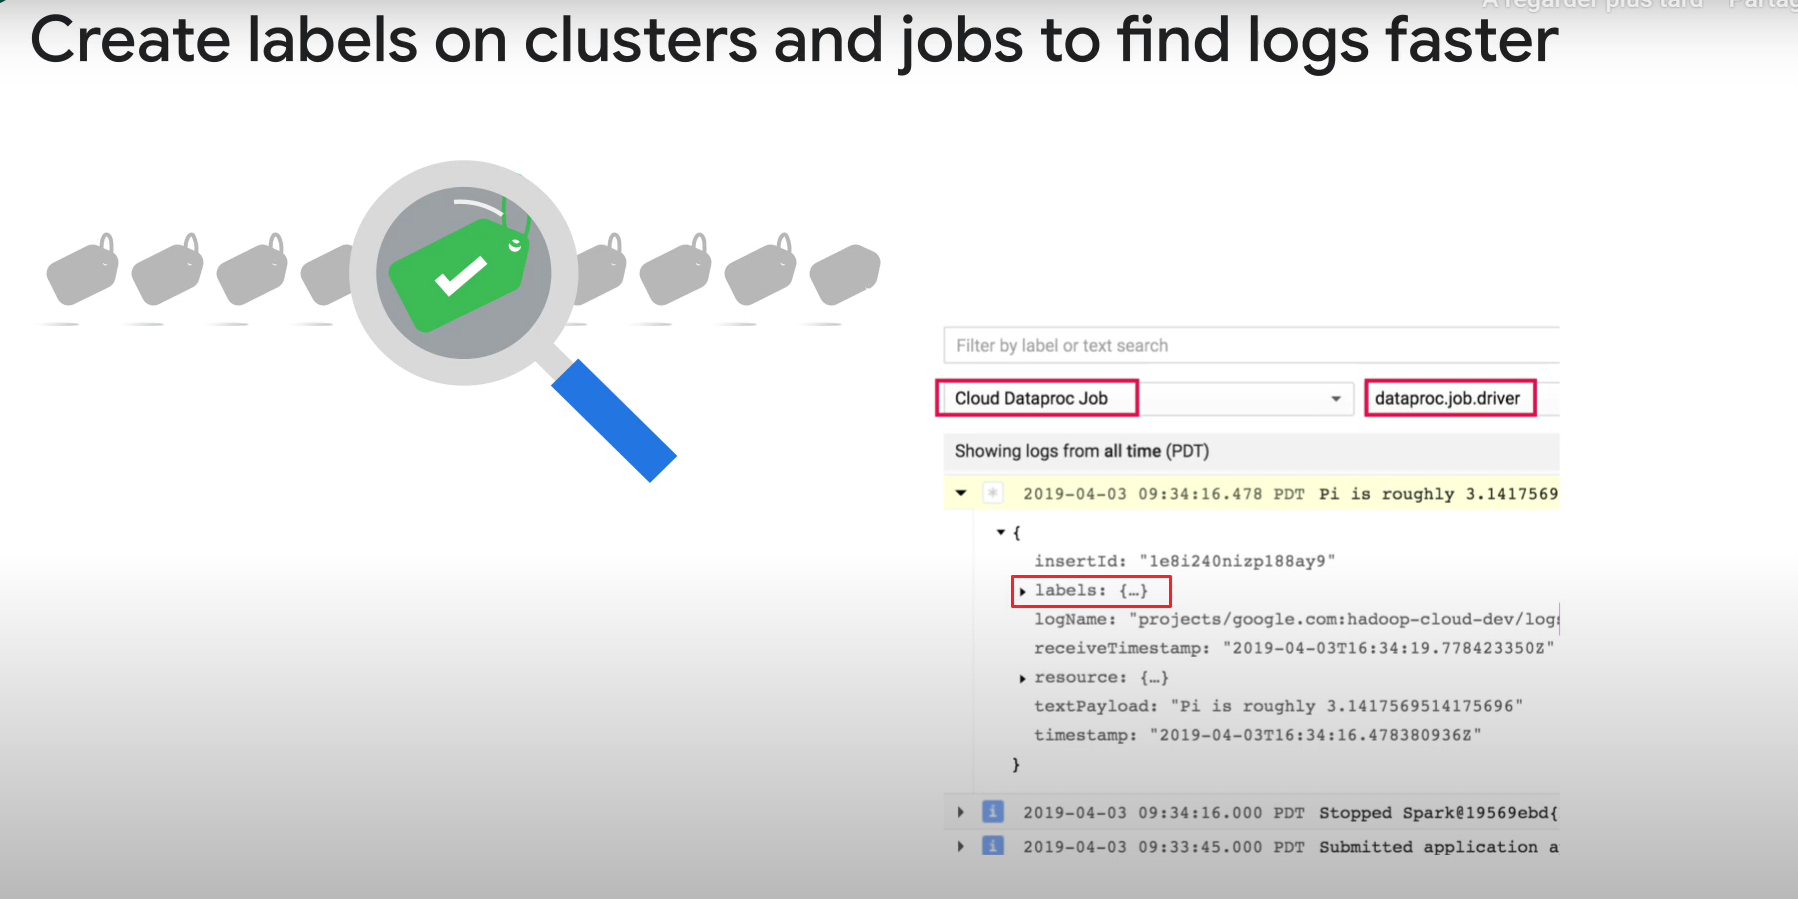 A regarder plus tard
Create labels on clusters and jobs to find logs faster
Filter by label or text search
Cloud Dataproc Job
dataproc.job.driver
Showing logs from all time (PDT)
2019-04-03 09:34:16.478 PDT Pi is roughly 3.1417569
{
insertId: "1e8i240nizp188ay9"
labels: {…}
logName: "projects/google.com:hadoop-cloud-dev/logs
receiveTimestamp: "2019-04-03T16:34:19.778423350Z"
resource: {…}
textPayload: "Pi is roughly 3.1417569514175696"
timestamp: "2019-04-03T16:34:16.478380936Z"
}
2019-04-03 09:34:16.000 PDT Stopped Spark@19569ebd{
2019-04-03 09:33:45.000 PDT Submitted application a